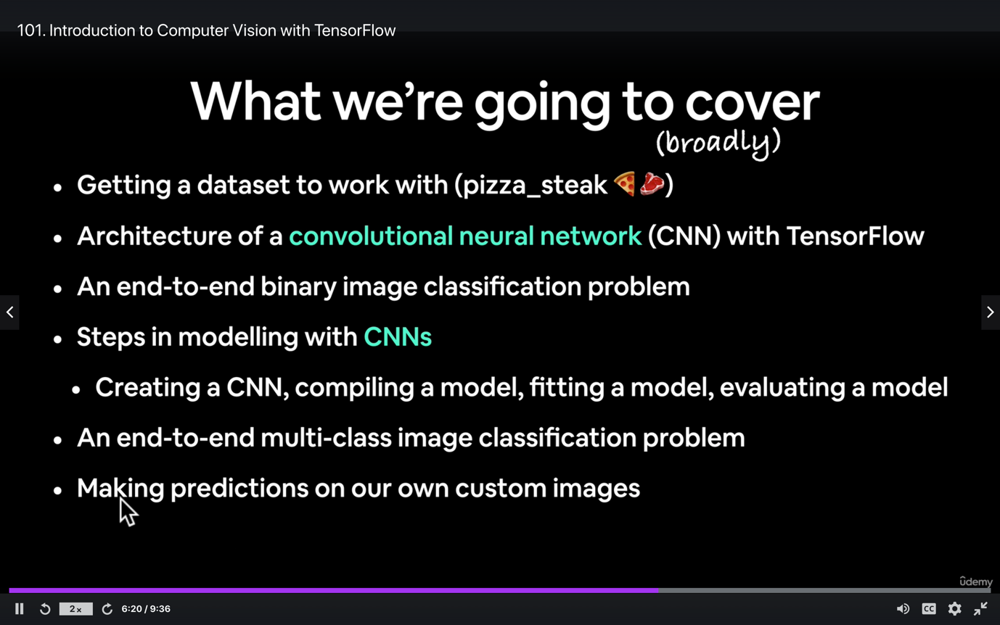 101. Introduction to Computer Vision with TensorFlow
What we're going to cover
(broadly)
• Getting a dataset to work with (pizza_steak 🍕🥩)
• Architecture of a convolutional neural network (CNN) with TensorFlow
• An end-to-end binary image classification problem
• Steps in modelling with CNNs
• Creating a CNN, compiling a model, fitting a model, evaluating a model
• An end-to-end multi-class image classification problem
• Making predictions on our own custom images
ûdemy
2x 6:20 / 9:36 CC